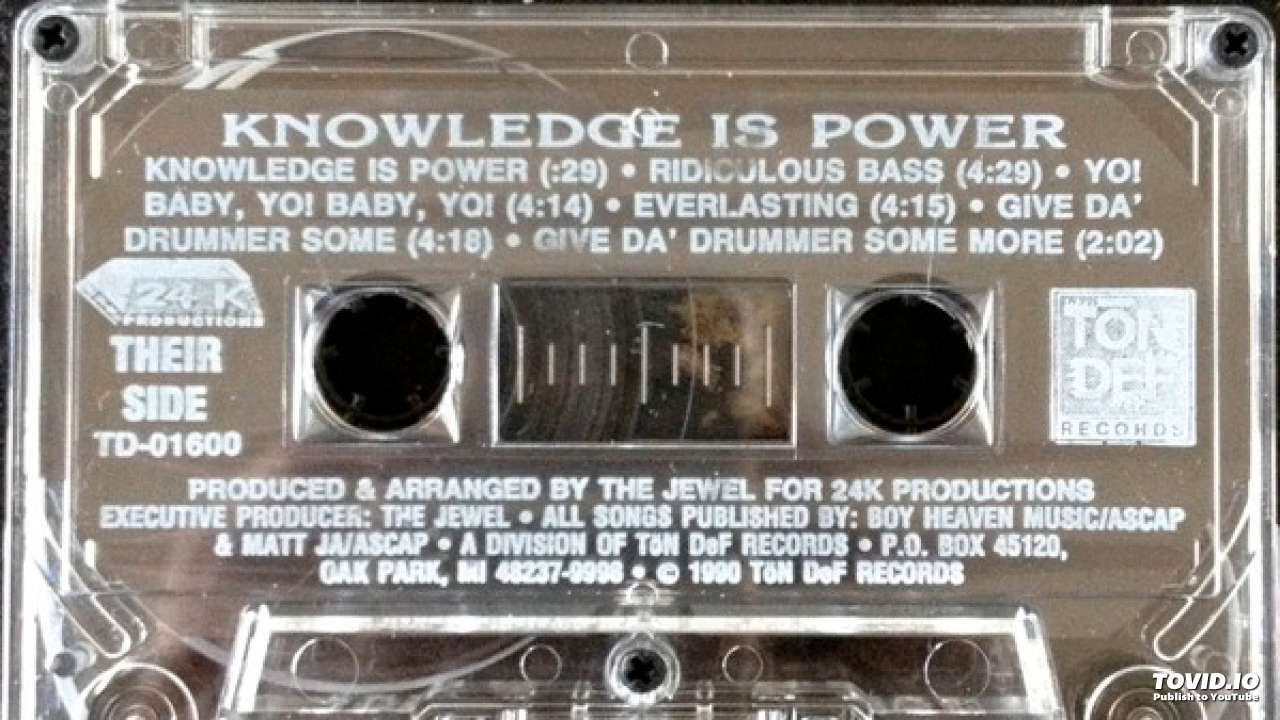 KNOWLEDGE IS POWER
KNOWLEDGE IS POWER (:29) • RIDICULOUS BASS (4:29) • YO!
BABY, YO! BABY, YO! (4:14) • EVERLASTING (4:15) • GIVE DA'
DRUMMER SOME (4:18) • GIVE DA' DRUMMER SOME MORE (2:02)
24 K
PRODUCTIONS
THEIR
SIDE
TD-01600
TÖN
DEF
RECORDS
PRODUCED & ARRANGED BY THE JEWEL FOR 24K PRODUCTIONS
EXECUTIVE PRODUCER: THE JEWEL • ALL SONGS PUBLISHED BY: BOY HEAVEN MUSIC/ASCAP
& MATT JA/ASCAP • A DIVISION OF TöN DeF RECORDS • P.O. BOX 45120,
OAK PARK, MI 48237-9998 • © 1990 TöN DeF RECORDS
TOVID.IO
Publish to YouTube